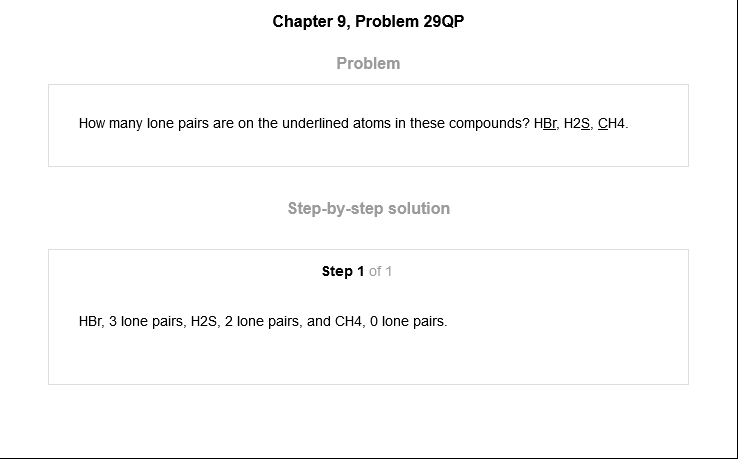 Chapter 9, Problem 29QP
Problem
How many lone pairs are on the underlined atoms in these compounds? HBr, H2S, CH4.
Step-by-step solution
Step 1 of 1
HBr, 3 lone pairs, H2S, 2 lone pairs, and CH4, 0 lone pairs.